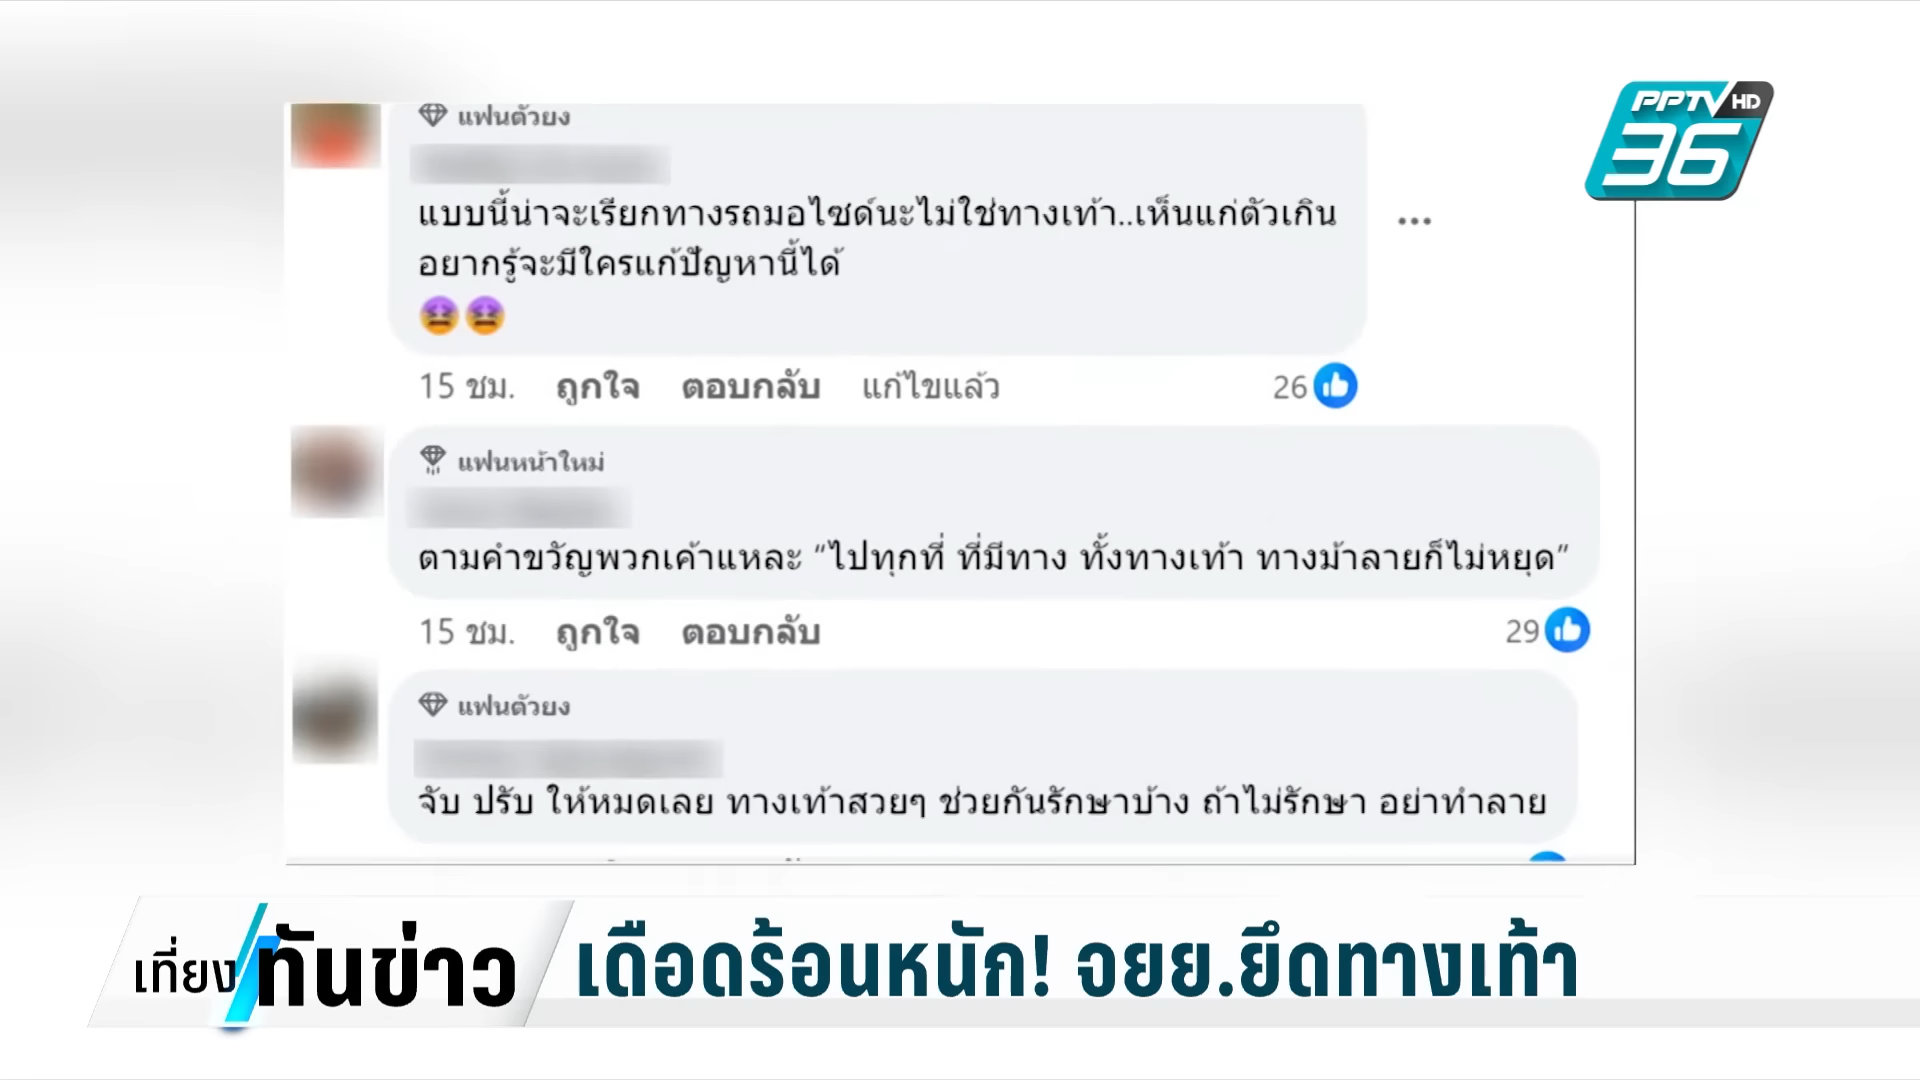 PPTV HD
36
แฟนตัวยง
แบบนี้น่าจะเรียกทางรถมอไซด์นะไม่ใช่ทางเท้า..เห็นแก่ตัวเกิน
อยากรู้จะมีใครแก้ปัญหานี้ได้
15 ชม. ถูกใจ ตอบกลับ แก้ไขแล้ว 26
แฟนหน้าใหม่
ตามคำขวัญพวกเค้าแหละ “ไปทุกที่ ที่มีทาง ทั้งทางเท้า ทางม้าลายก็ไม่หยุด”
15 ชม. ถูกใจ ตอบกลับ 29
แฟนตัวยง
จับ ปรับ ให้หมดเลย ทางเท้าสวยๆ ช่วยกันรักษาบ้าง ถ้าไม่รักษา อย่าทำลาย
เที่ยงทันข่าว เดือดร้อนหนัก! จยย.ยึดทางเท้า